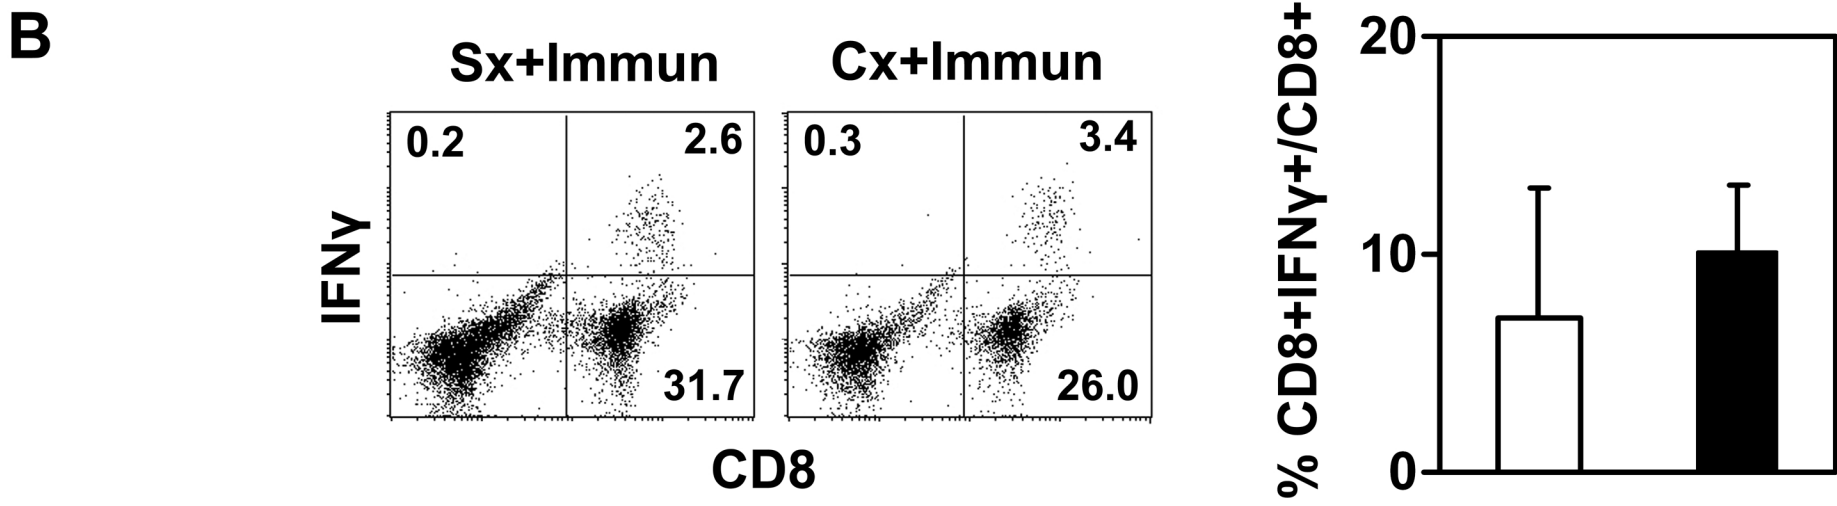 B
Sx+Immun
Cx+Immun
0.2
2.6
0.3
3.4
IFNγ
31.7
26.0
CD8
% CD8+IFNγ+/CD8+
20
10
0